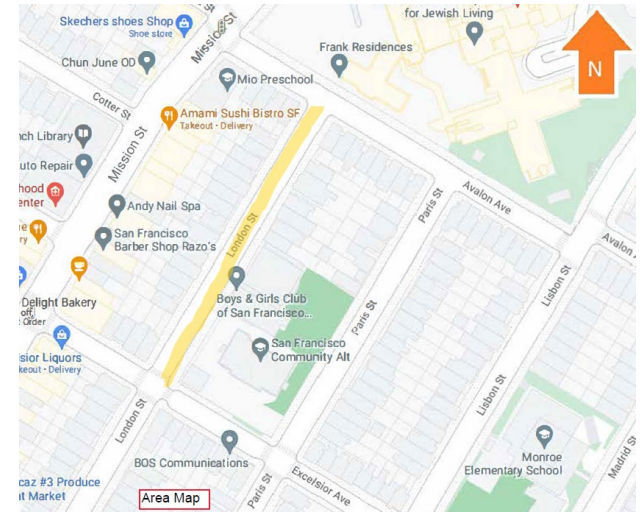 for Jewish Living
Skechers shoes Shop
Shoe store
Mission St
Frank Residences
N
Chun June OD
Mio Preschool
Cotter St
Amami Sushi Bistro SF
Takeout • Delivery
nch Library
Mission St
uto Repair
hood
enter
Avalon Ave
Paris St
Andy Nail Spa
London St
San Francisco
Barber Shop Razo's
Avalon A
Lisbon St
Delight Bakery
off
Order
Boys & Girls Club
of San Francisco...
Paris St
San Francisco
Community Alt
sior Liquors
keout • Delivery
London St
Lisbon St
BOS Communications
Monroe
Elementary School
Madrid St
caz #3 Produce
at Market
Area Map
Paris St
Excelsior Ave